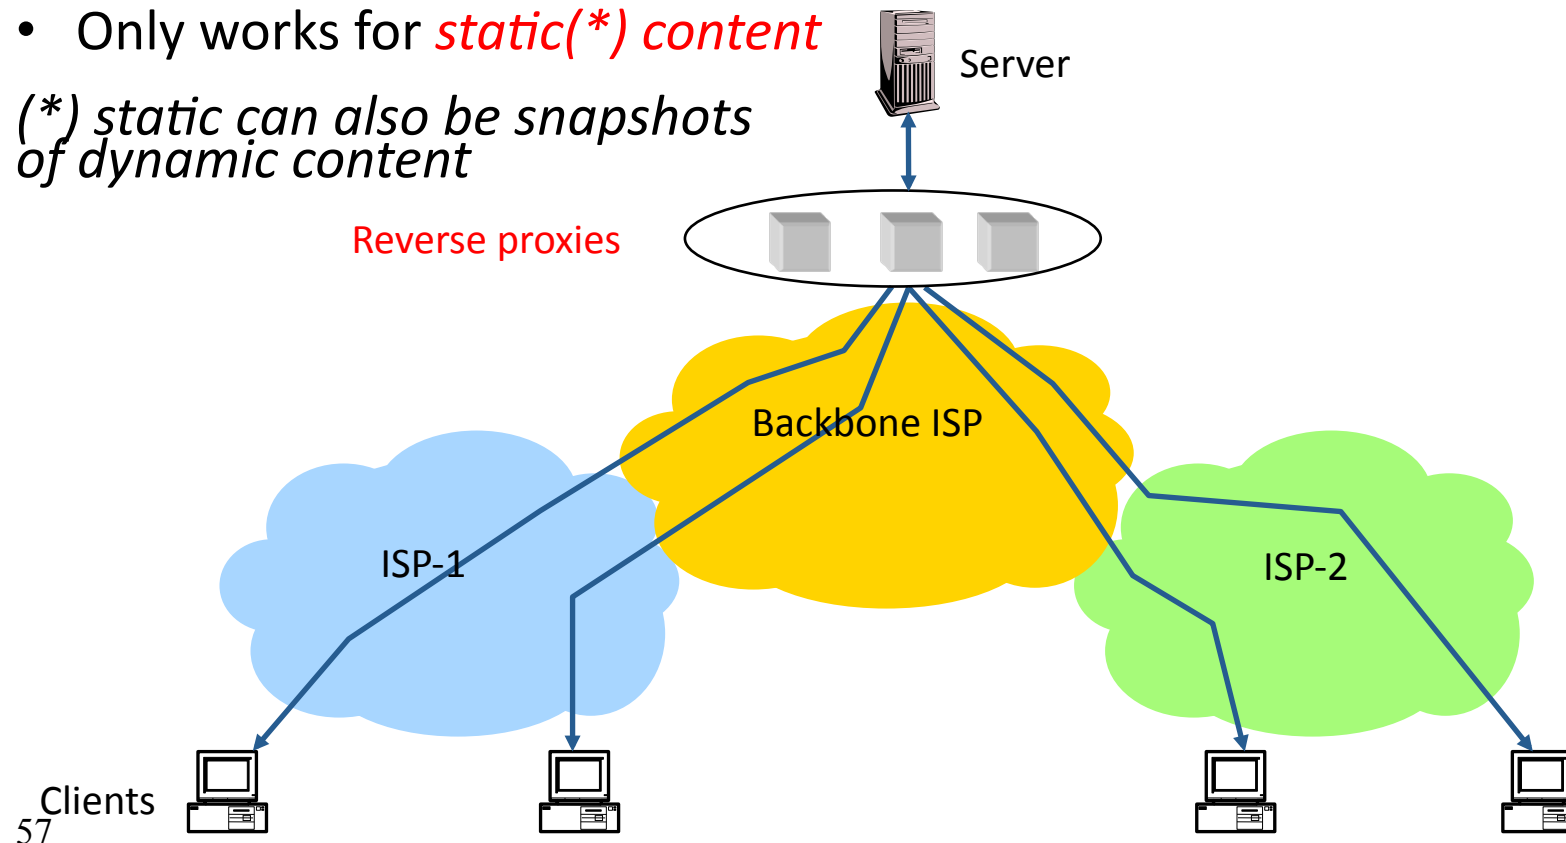 • Only works for static(*) content
(*) static can also be snapshots
of dynamic content
Server
Reverse proxies
Backbone ISP
ISP-1
ISP-2
Clients
57